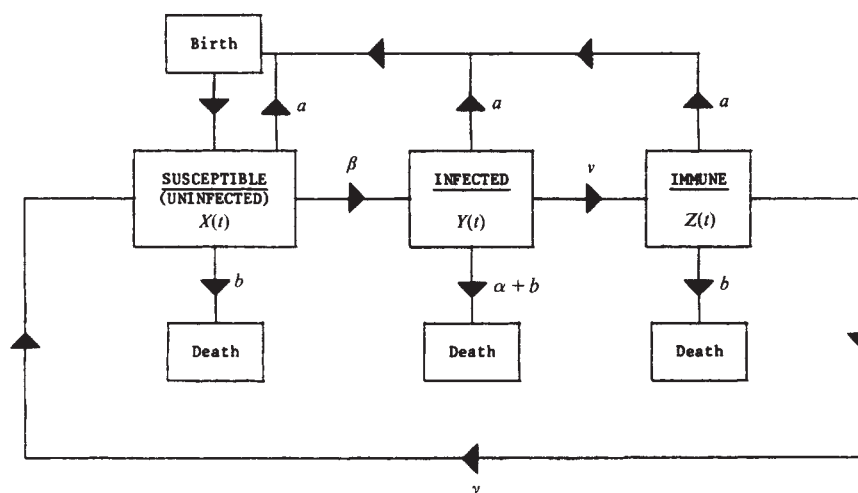 Birth
a
a
a
SUSCEPTIBLE
(UNINFECTED)
X(t)
β
INFECTED
Y(t)
ν
IMMUNE
Z(t)
b
α + b
b
Death
Death
Death
γ